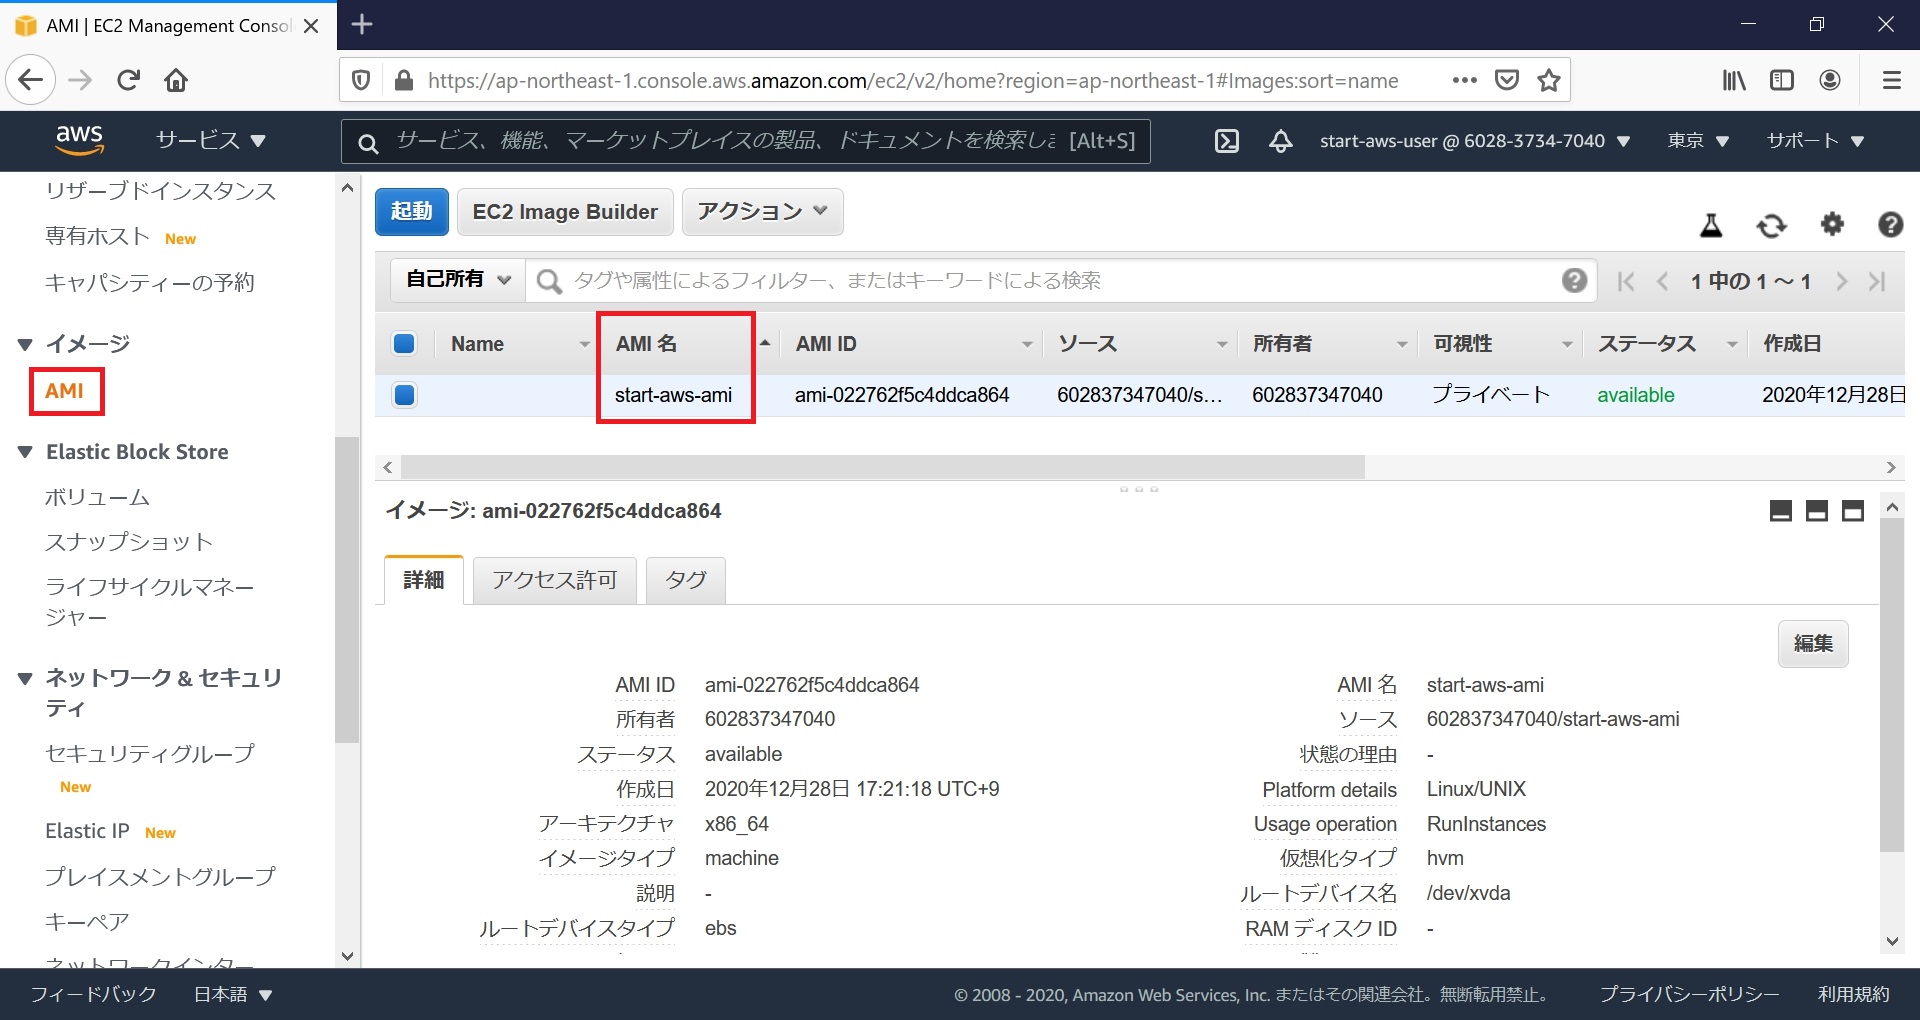 AMI | EC2 Management Consol
https://ap-northeast-1.console.aws.amazon.com/ec2/v2/home?region=ap-northeast-1#Images:sort=name
aws サービス サービス、機能、マーケットプレイスの製品、ドキュメントを検索しま [Alt+S] start-aws-user @ 6028-3734-7040 東京 サポート
リザーブドインスタンス
専有ホスト New
キャパシティーの予約
イメージ
AMI
Elastic Block Store
ボリューム
スナップショット
ライフサイクルマネー
ジャー
ネットワーク & セキュリ
ティ
セキュリティグループ
New
Elastic IP New
プレイスメントグループ
キーペア
ネットワークインター
起動 EC2 Image Builder アクション
自己所有 タグや属性によるフィルター、またはキーワードによる検索 1 中の 1 ~ 1
Name AMI 名 AMI ID ソース 所有者 可視性 ステータス 作成日
start-aws-ami ami-022762f5c4ddca864 602837347040/s... 602837347040 プライベート available 2020年12月28日
イメージ: ami-022762f5c4ddca864
詳細 アクセス許可 タグ
編集
AMI ID ami-022762f5c4ddca864 AMI 名 start-aws-ami
所有者 602837347040 ソース 602837347040/start-aws-ami
ステータス available 状態の理由 -
作成日 2020年12月28日 17:21:18 UTC+9 Platform details Linux/UNIX
アーキテクチャ x86_64 Usage operation RunInstances
イメージタイプ machine 仮想化タイプ hvm
説明 - ルートデバイス名 /dev/xvda
ルートデバイスタイプ ebs RAM ディスク ID -
フィードバック 日本語 © 2008 - 2020, Amazon Web Services, Inc. またはその関連会社。無断転用禁止。 プライバシーポリシー 利用規約